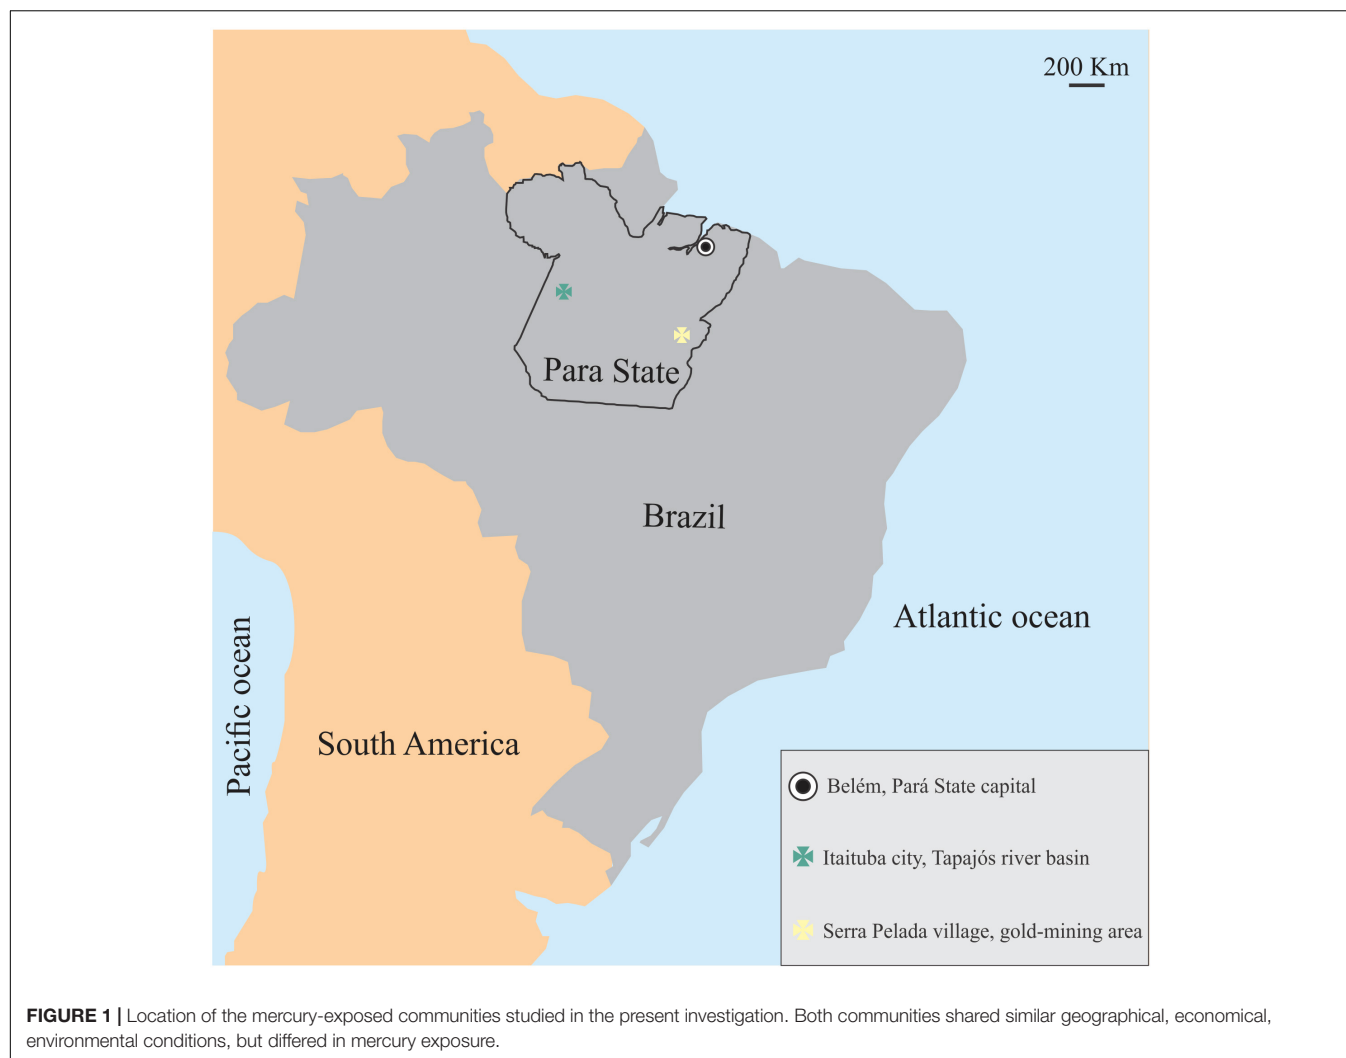 200 Km
Para State
Brazil
Atlantic ocean
Pacific ocean
South America
Belém, Pará State capital
Itaituba city, Tapajós river basin
Serra Pelada village, gold-mining area
FIGURE 1 | Location of the mercury-exposed communities studied in the present investigation. Both communities shared similar geographical, economical,
environmental conditions, but differed in mercury exposure.